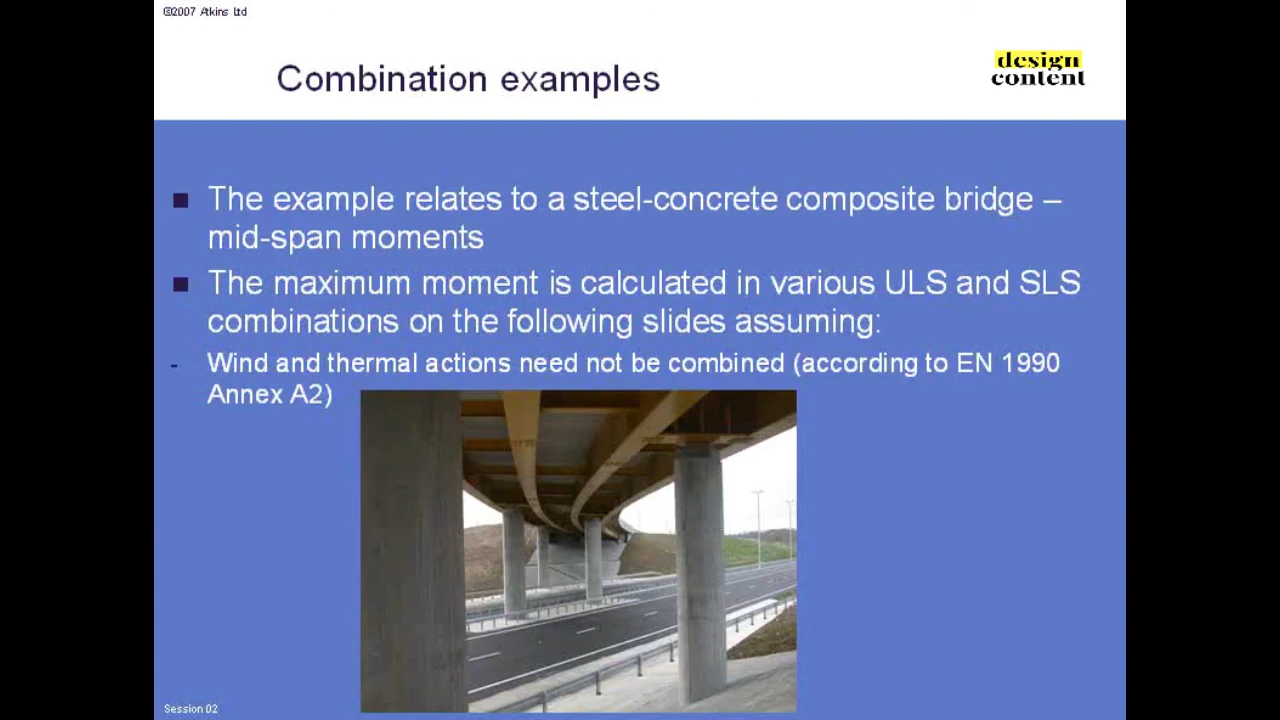 ©2007 Atkins Ltd
Combination examples
design
content
The example relates to a steel-concrete composite bridge –
mid-span moments
The maximum moment is calculated in various ULS and SLS
combinations on the following slides assuming:
- Wind and thermal actions need not be combined (according to EN 1990
Annex A2)
Session 02